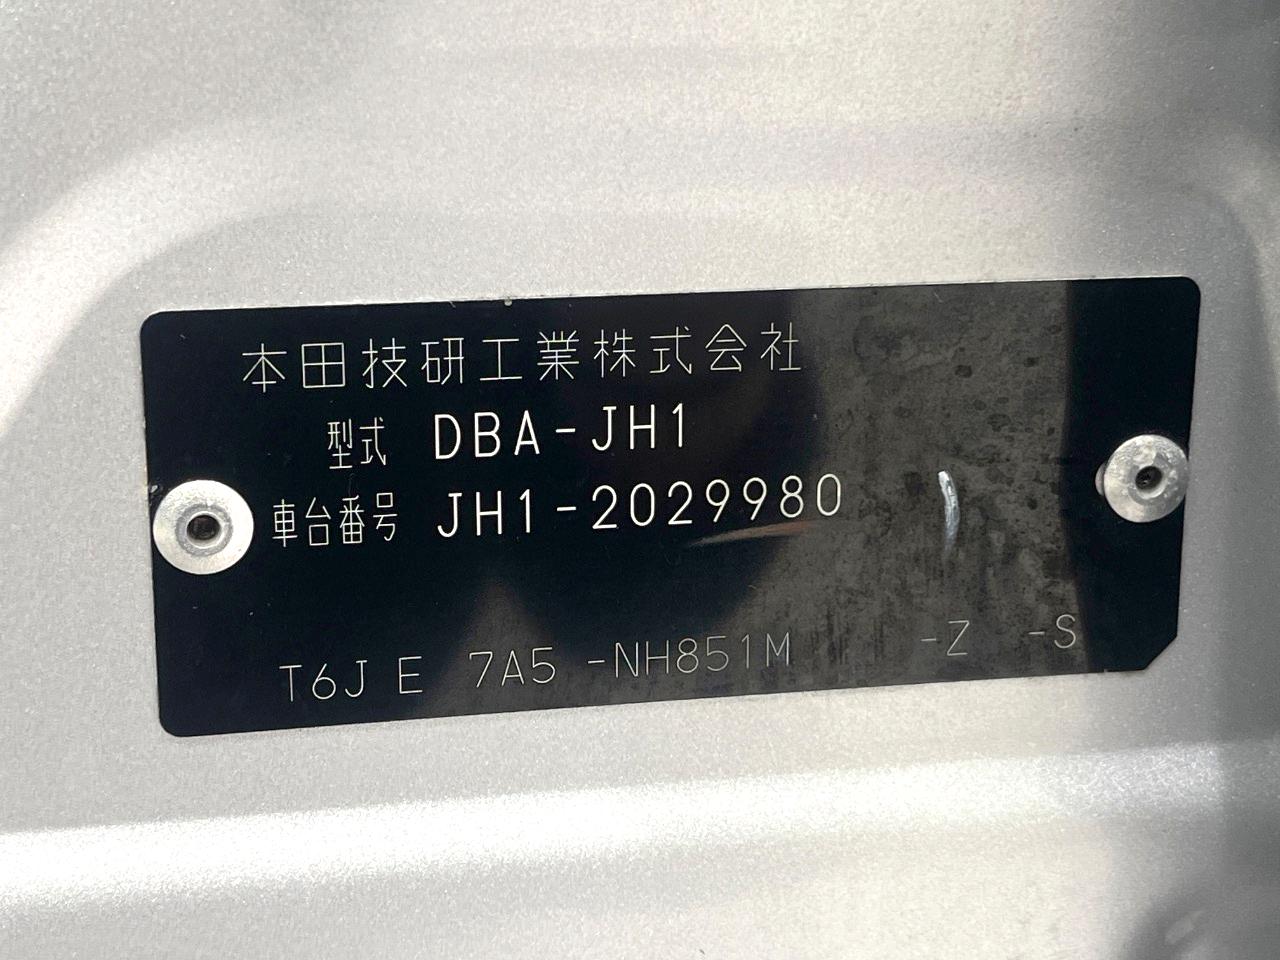 本田技研工業株式会社
型式 DBA-JH1
車台番号 JH1-2029980
T6J E 7A5 -NH851M -Z -S